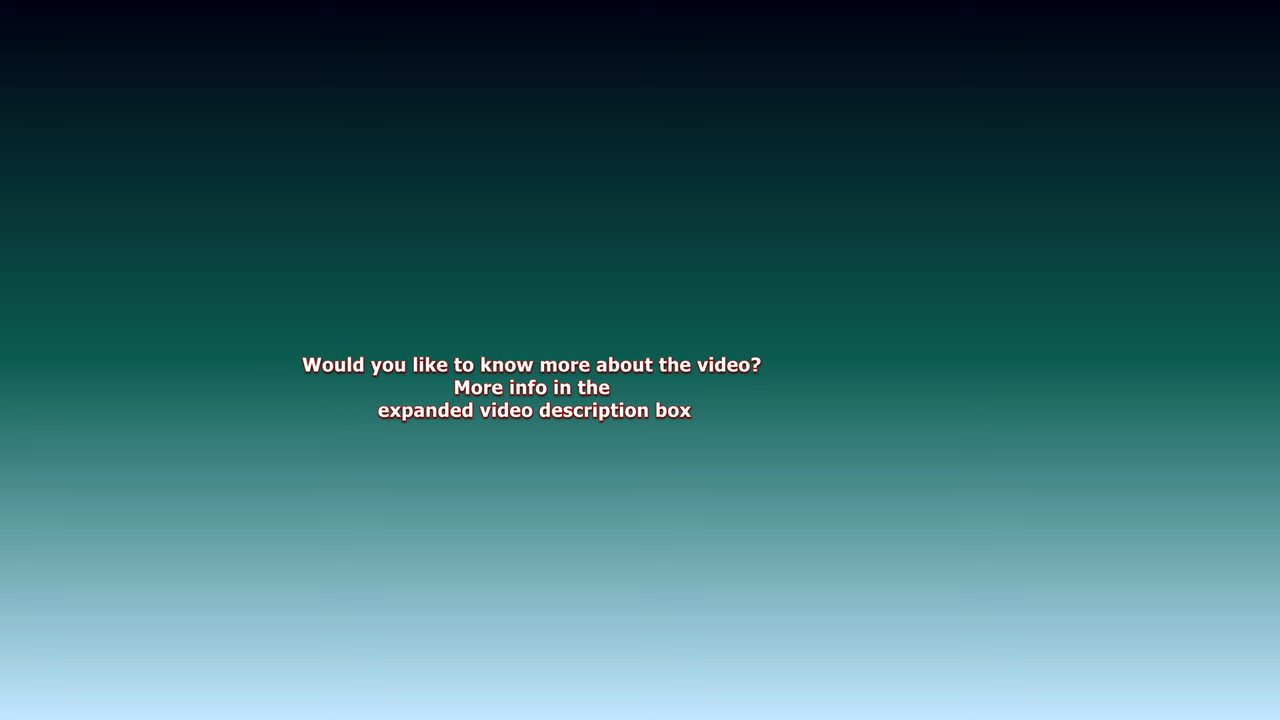 Would you like to know more about the video?
More info in the
expanded video description box